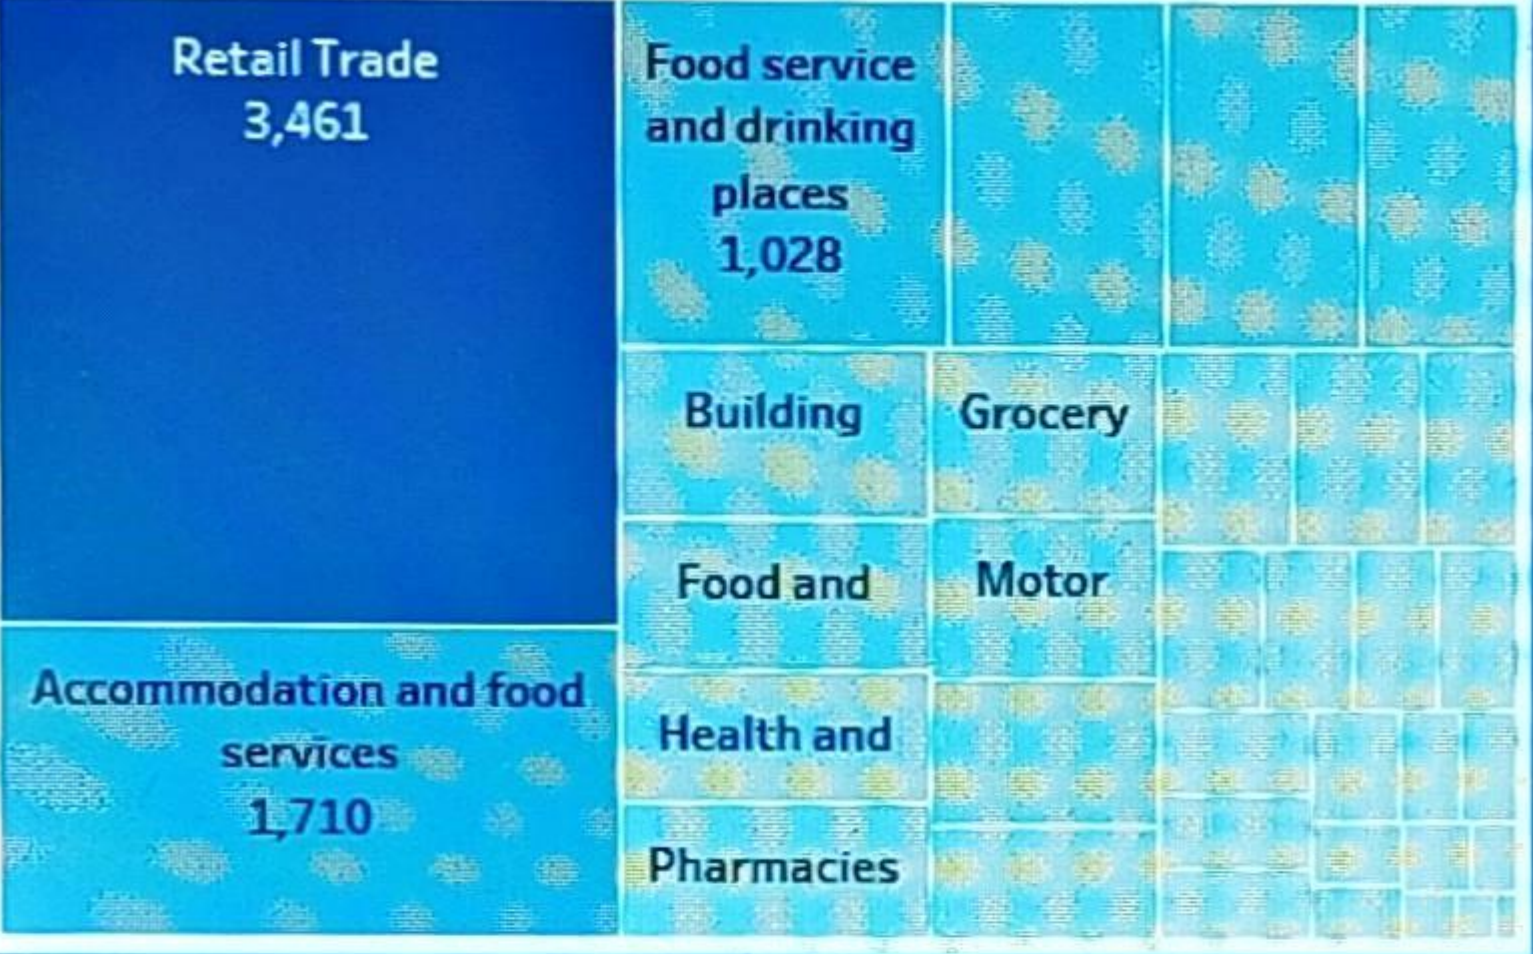 Retail Trade
3,461
Food service
and drinking
places
1,028
Building
Grocery
Food and
Motor
Accommodation and food
services
1,710
Health and
Pharmacies